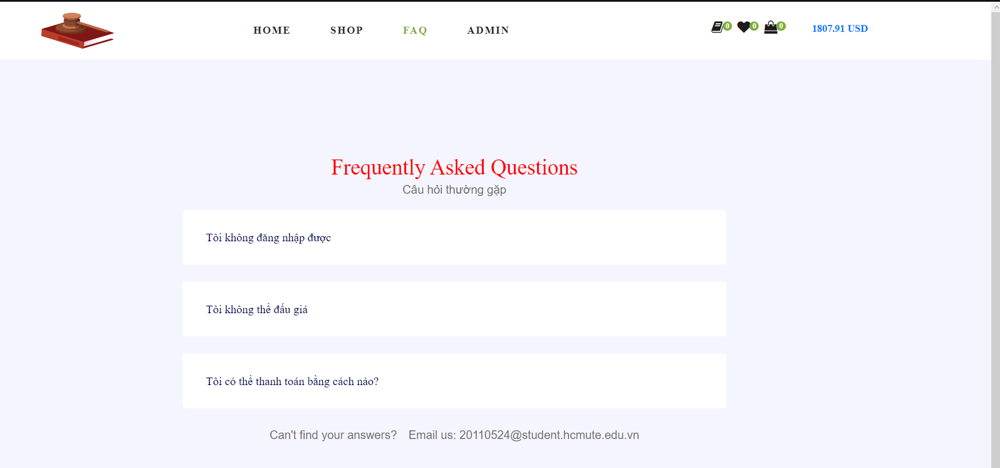 HOME SHOP FAQ ADMIN 0 0 0 1807.91 USD
Frequently Asked Questions
Câu hỏi thường gặp
Tôi không đăng nhập được
Tôi không thể đấu giá
Tôi có thể thanh toán bằng cách nào?
Can't find your answers? Email us: 20110524@student.hcmute.edu.vn